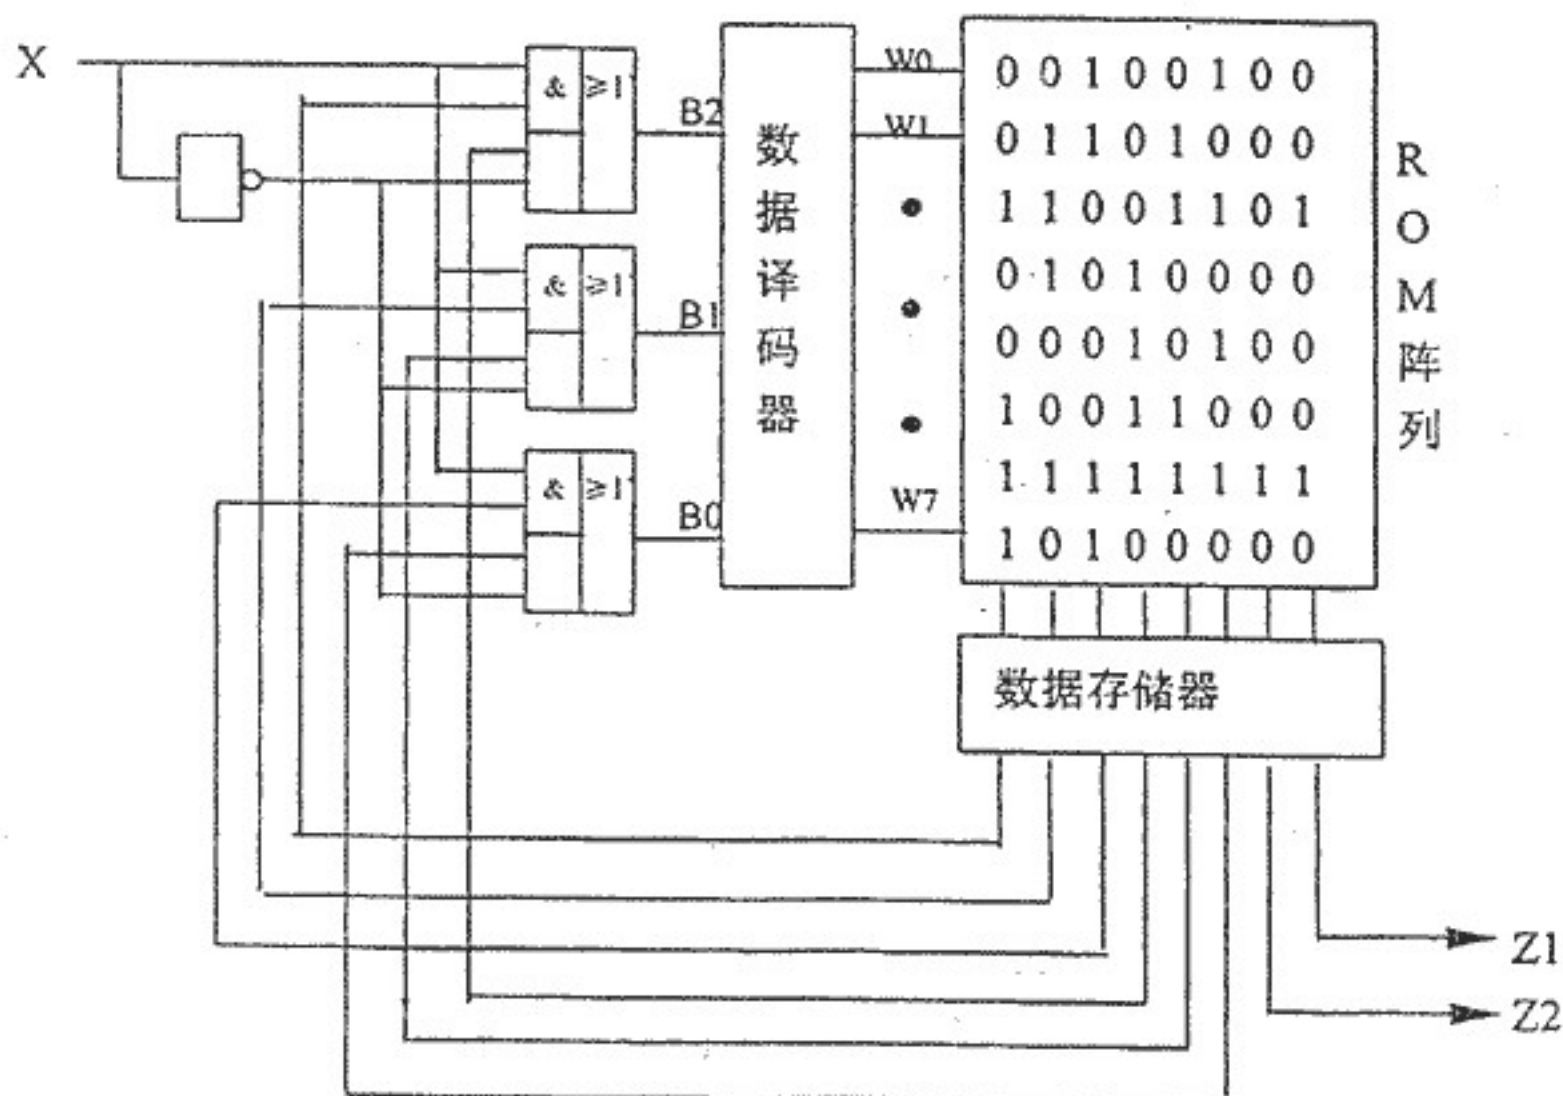 X
& ≥1
B2
& ≥1
B1
& ≥1
B0
数据译码器
W0
W1
W7
0 0 1 0 0 1 0 0
0 1 1 0 1 0 0 0
1 1 0 0 1 1 0 1
0 1 0 1 0 0 0 0
0 0 0 1 0 1 0 0
1 0 0 1 1 0 0 0
1 1 1 1 1 1 1 1
1 0 1 0 0 0 0 0
ROM阵列
数据存储器
Z1
Z2